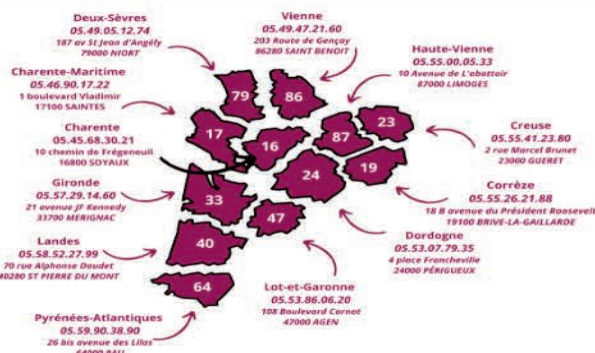 Deux-Sèvres
05.49.05.12.74
187 av St Jean d'Angély
79000 NIORT
Vienne
05.49.47.21.60
203 Route de Gençay
86280 SAINT BENOIT
Haute-Vienne
05.55.00.05.33
10 Avenue de L'abattoir
87000 LIMOGES
Charente-Maritime
05.46.90.17.22
1 boulevard Vladimir
17100 SAINTES
Charente
05.45.68.30.21
10 chemin de Frégeneuil
16800 SOYAUX
Creuse
05.55.41.23.80
2 rue Marcel Brunet
23000 GUERET
Gironde
05.57.29.14.60
21 avenue JF Kennedy
33700 MERIGNAC
Corrèze
05.55.26.21.88
18 B avenue du Président Roosevelt
19100 BRIVE-LA-GAILLARDE
Landes
05.58.52.27.99
70 rue Alphonse Daudet
40280 ST PIERRE DU MONT
Dordogne
05.53.07.79.35
4 place Francheville
24000 PÉRIGUEUX
Lot-et-Garonne
05.53.86.06.20
108 Boulevard Carnot
47000 AGEN
Pyrénées-Atlantiques
05.59.90.38.90
26 bis avenue des Lilas
64000 PAU
79
86
17
16
87
23
24
19
33
47
40
64